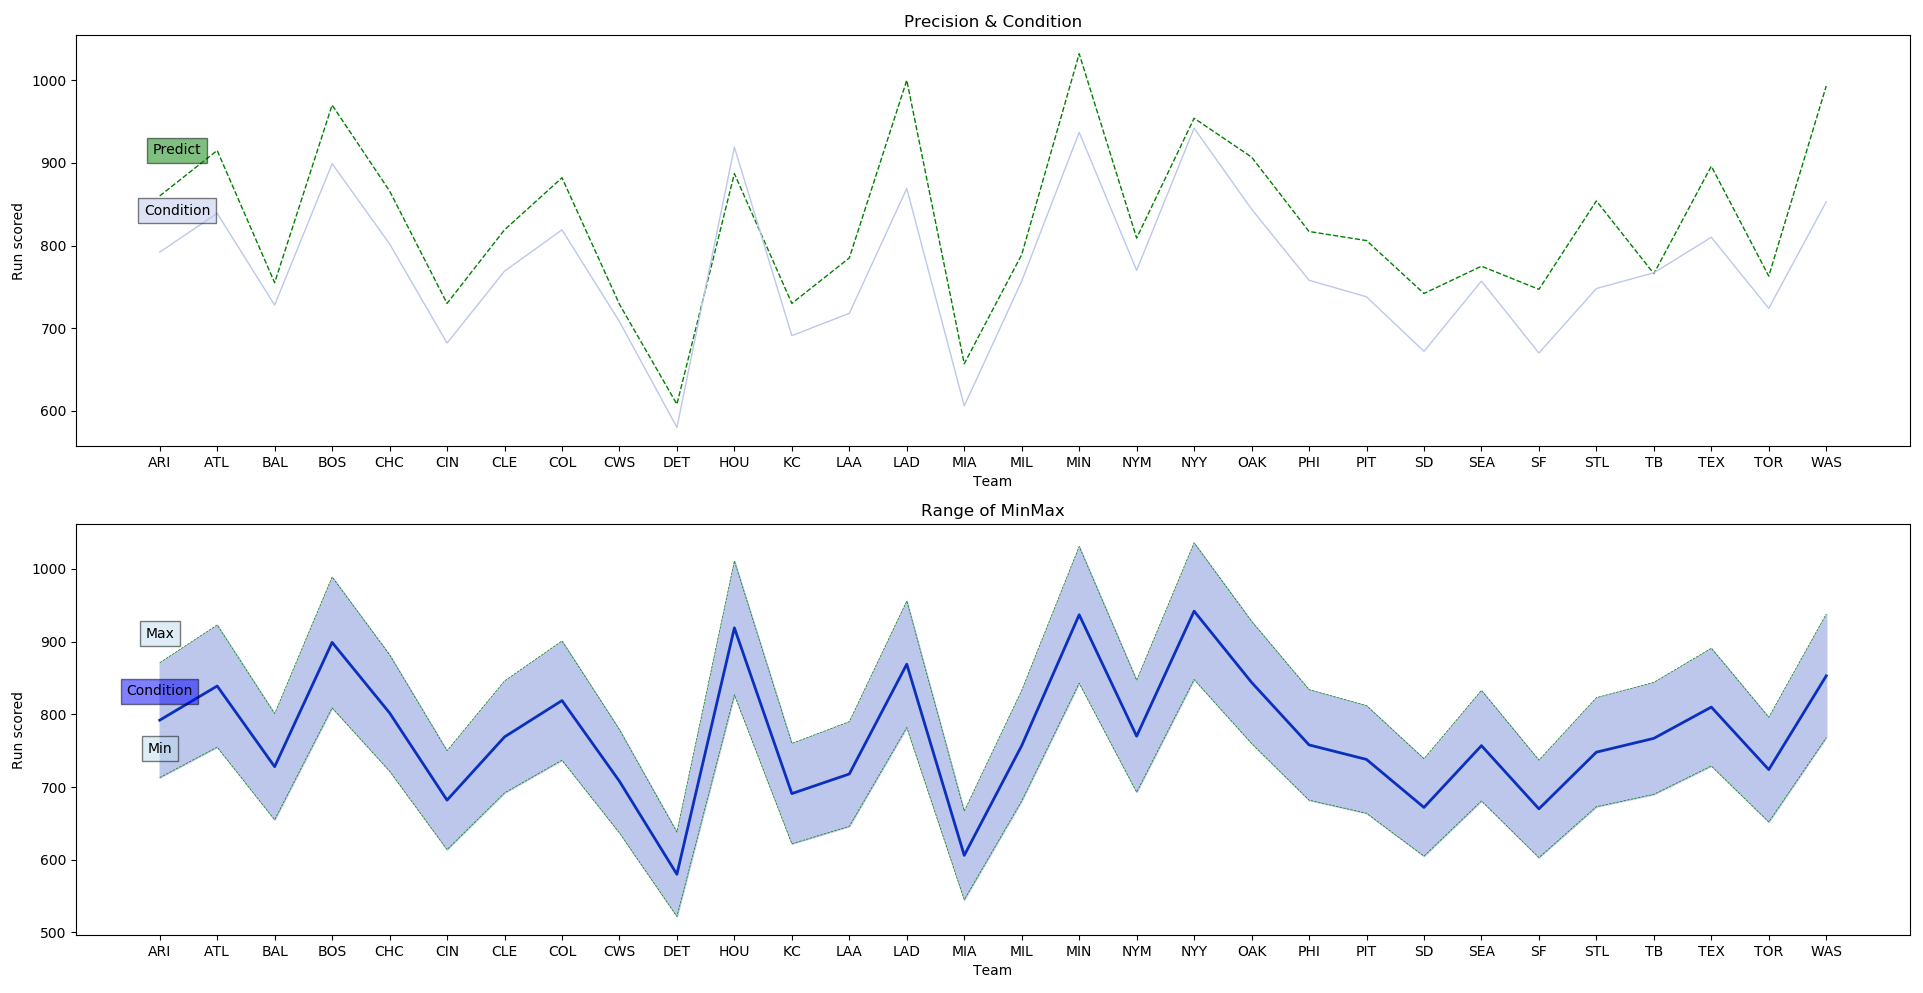 Precision & Condition
Run scored
1000
900
800
700
600
Predict
Condition
ARI ATL BAL BOS CHC CIN CLE COL CWS DET HOU KC LAA LAD MIA MIL MIN NYM NYY OAK PHI PIT SD SEA SF STL TB TEX TOR WAS
Team
Range of MinMax
Run scored
1000
900
800
700
600
500
Max
Condition
Min
ARI ATL BAL BOS CHC CIN CLE COL CWS DET HOU KC LAA LAD MIA MIL MIN NYM NYY OAK PHI PIT SD SEA SF STL TB TEX TOR WAS
Team